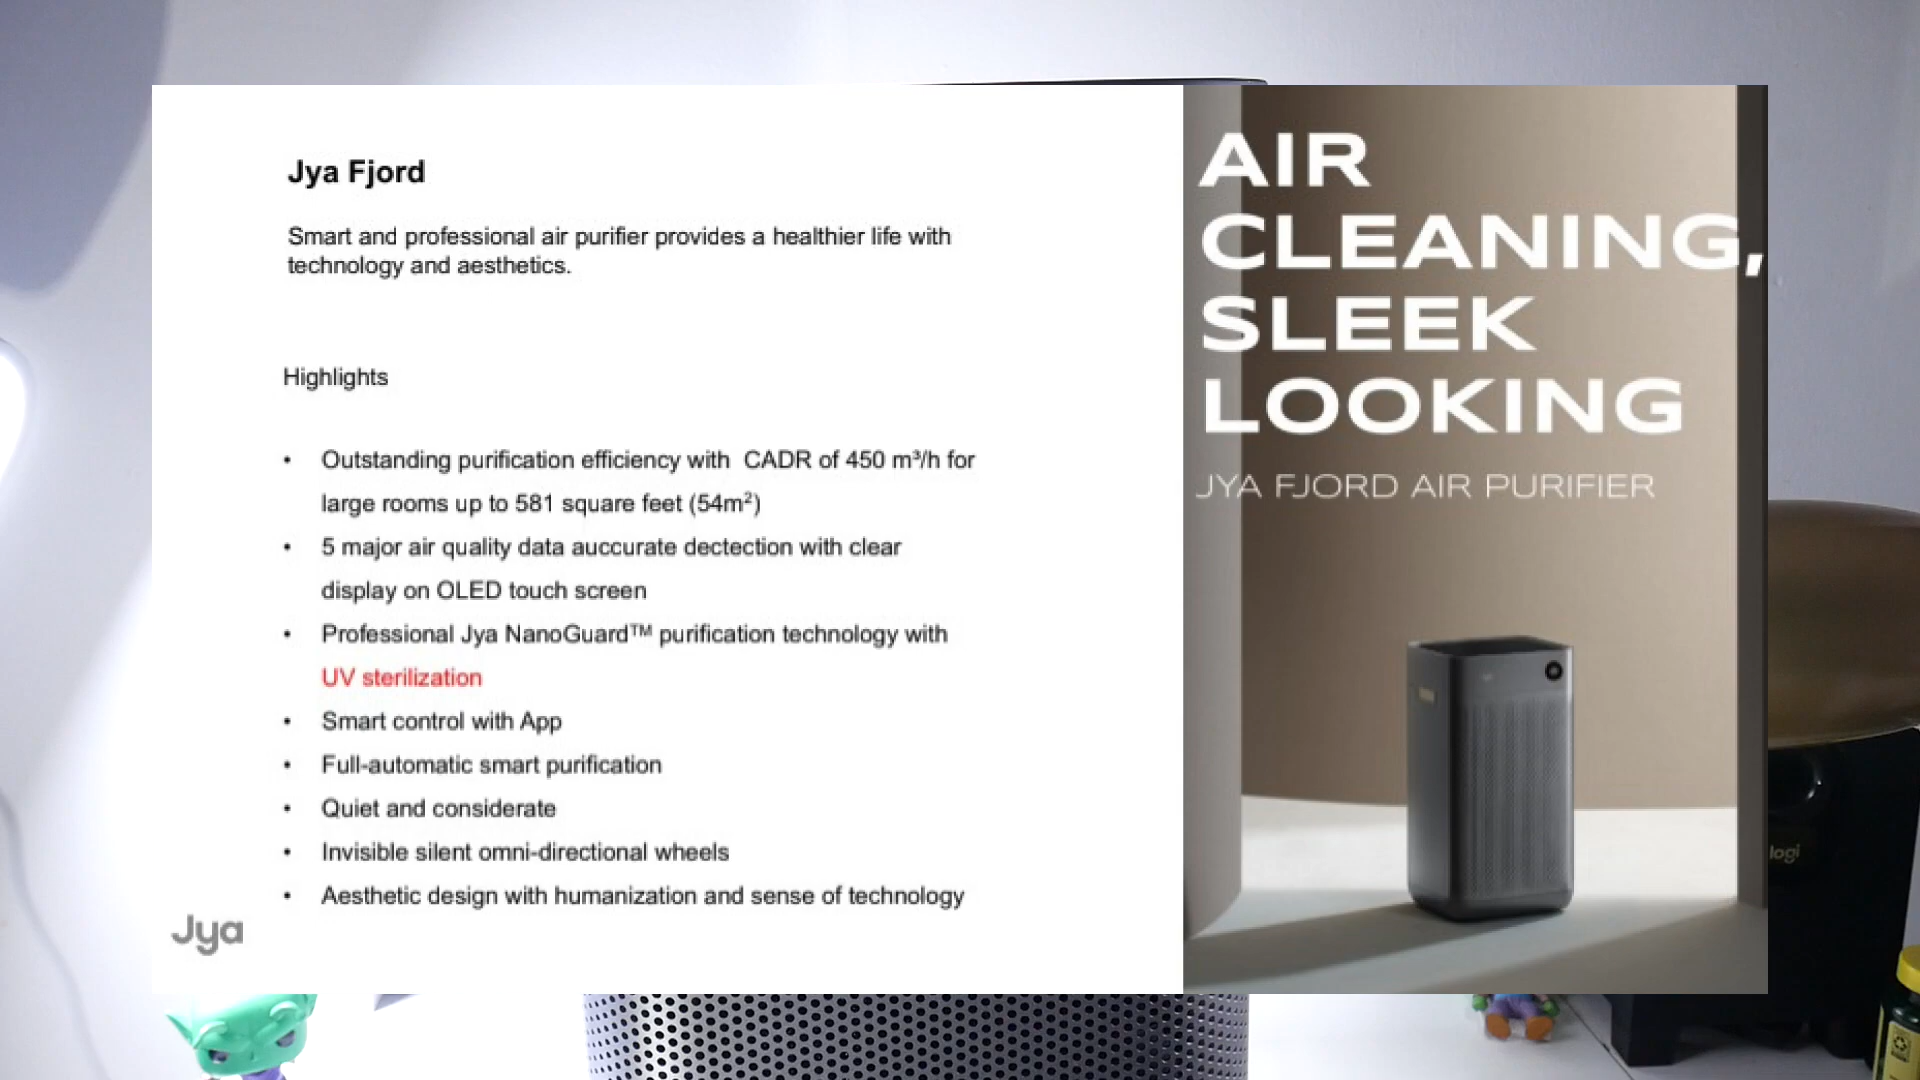 Jya Fjord
Smart and professional air purifier provides a healthier life with
technology and aesthetics.
Highlights
• Outstanding purification efficiency with CADR of 450 m³/h for
large rooms up to 581 square feet (54m²)
• 5 major air quality data auccurate dectection with clear
display on OLED touch screen
• Professional Jya NanoGuard™ purification technology with
UV sterilization
• Smart control with App
• Full-automatic smart purification
• Quiet and considerate
• Invisible silent omni-directional wheels
• Aesthetic design with humanization and sense of technology
Jya
AIR
CLEANING,
SLEEK
LOOKING
JYA FJORD AIR PURIFIER
logi